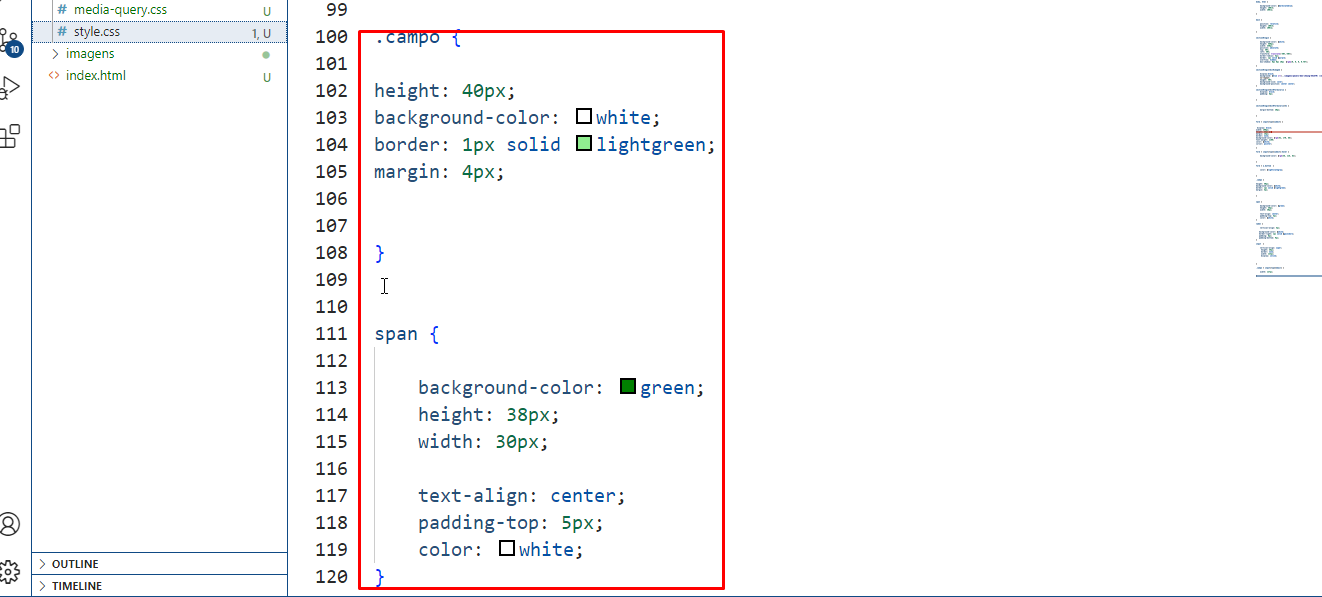 media-query.css U
style.css 1, U
imagens
index.html U
10
OUTLINE
TIMELINE
99
100 .campo {
101
102 height: 40px;
103 background-color: white;
104 border: 1px solid lightgreen;
105 margin: 4px;
106
107
108 }
109
110
111 span {
112
113 background-color: green;
114 height: 38px;
115 width: 30px;
116
117 text-align: center;
118 padding-top: 5px;
119 color: white;
120 }